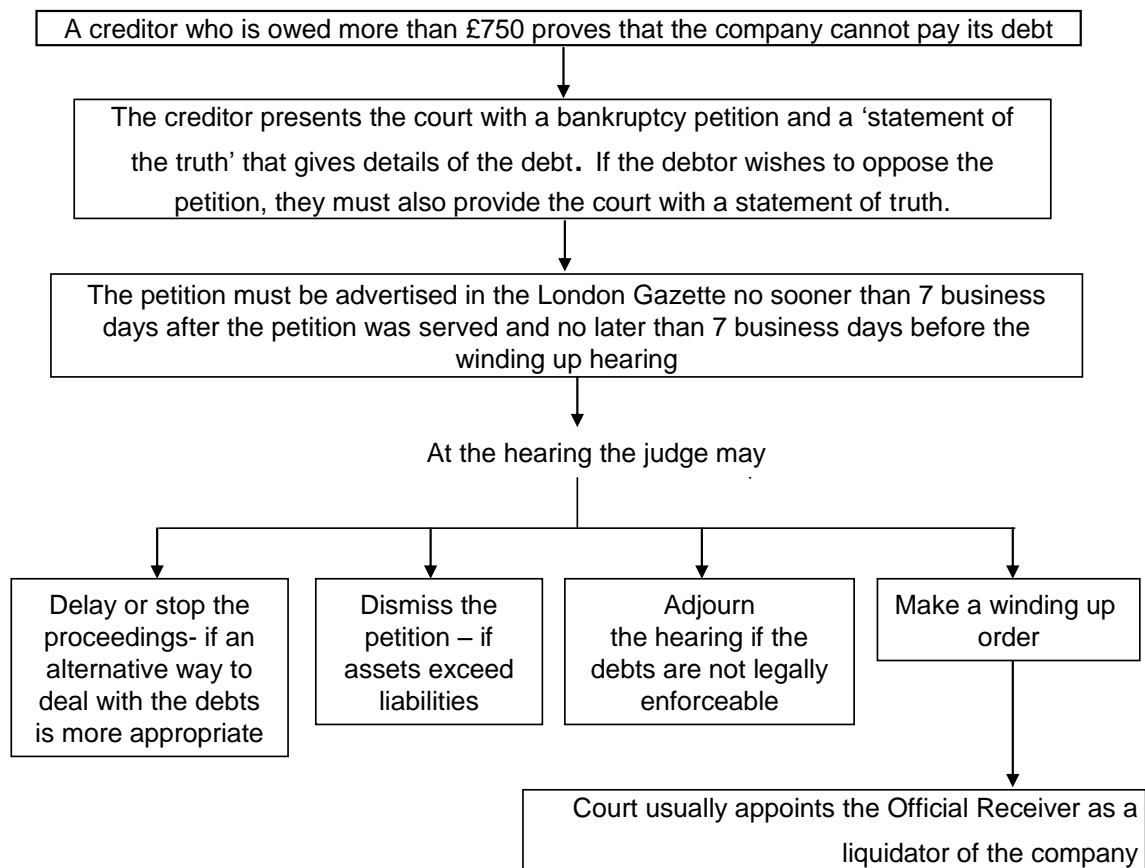 A creditor who is owed more than £750 proves that the company cannot pay its debt
The creditor presents the court with a bankruptcy petition and a ‘statement of
the truth’ that gives details of the debt. If the debtor wishes to oppose the
petition, they must also provide the court with a statement of truth.
The petition must be advertised in the London Gazette no sooner than 7 business
days after the petition was served and no later than 7 business days before the
winding up hearing
At the hearing the judge may
Delay or stop the
proceedings- if an
alternative way to
deal with the debts
is more appropriate
Dismiss the
petition – if
assets exceed
liabilities
Adjourn
the hearing if the
debts are not legally
enforceable
Make a winding up
order
Court usually appoints the Official Receiver as a
liquidator of the company